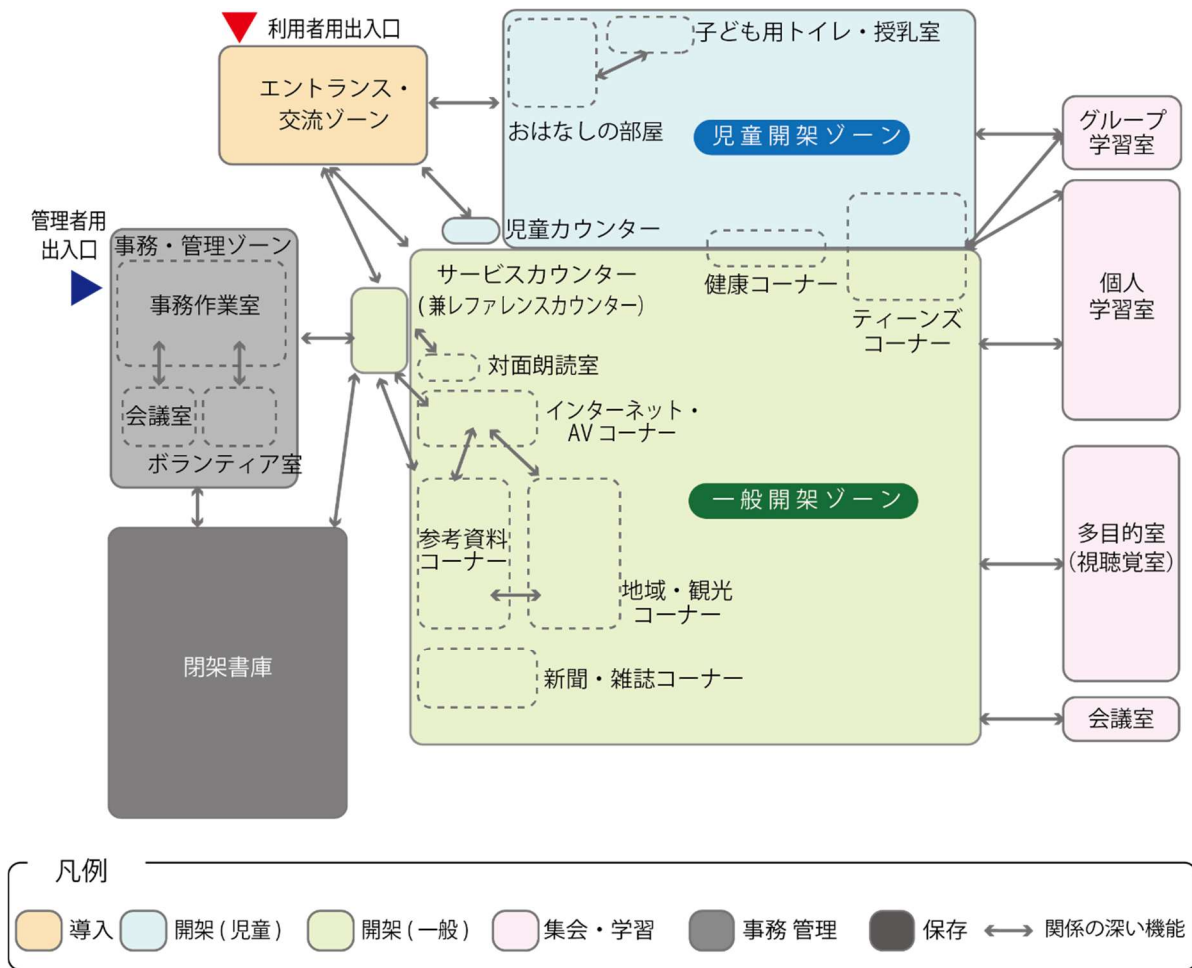 利用者用出入口
エントランス・
交流ゾーン
子ども用トイレ・授乳室
おはなしの部屋
児童開架ゾーン
グループ
学習室
管理者用
出入口
事務・管理ゾーン
事務作業室
会議室
ボランティア室
児童カウンター
サービスカウンター
(兼レファレンスカウンター)
健康コーナー
ティーンズ
コーナー
個人
学習室
対面朗読室
インターネット・
AVコーナー
一般開架ゾーン
参考資料
コーナー
地域・観光
コーナー
多目的室
(視聴覚室)
閉架書庫
新聞・雑誌コーナー
会議室
凡例
導入
開架(児童)
開架(一般)
集会・学習
事務 管理
保存
関係の深い機能